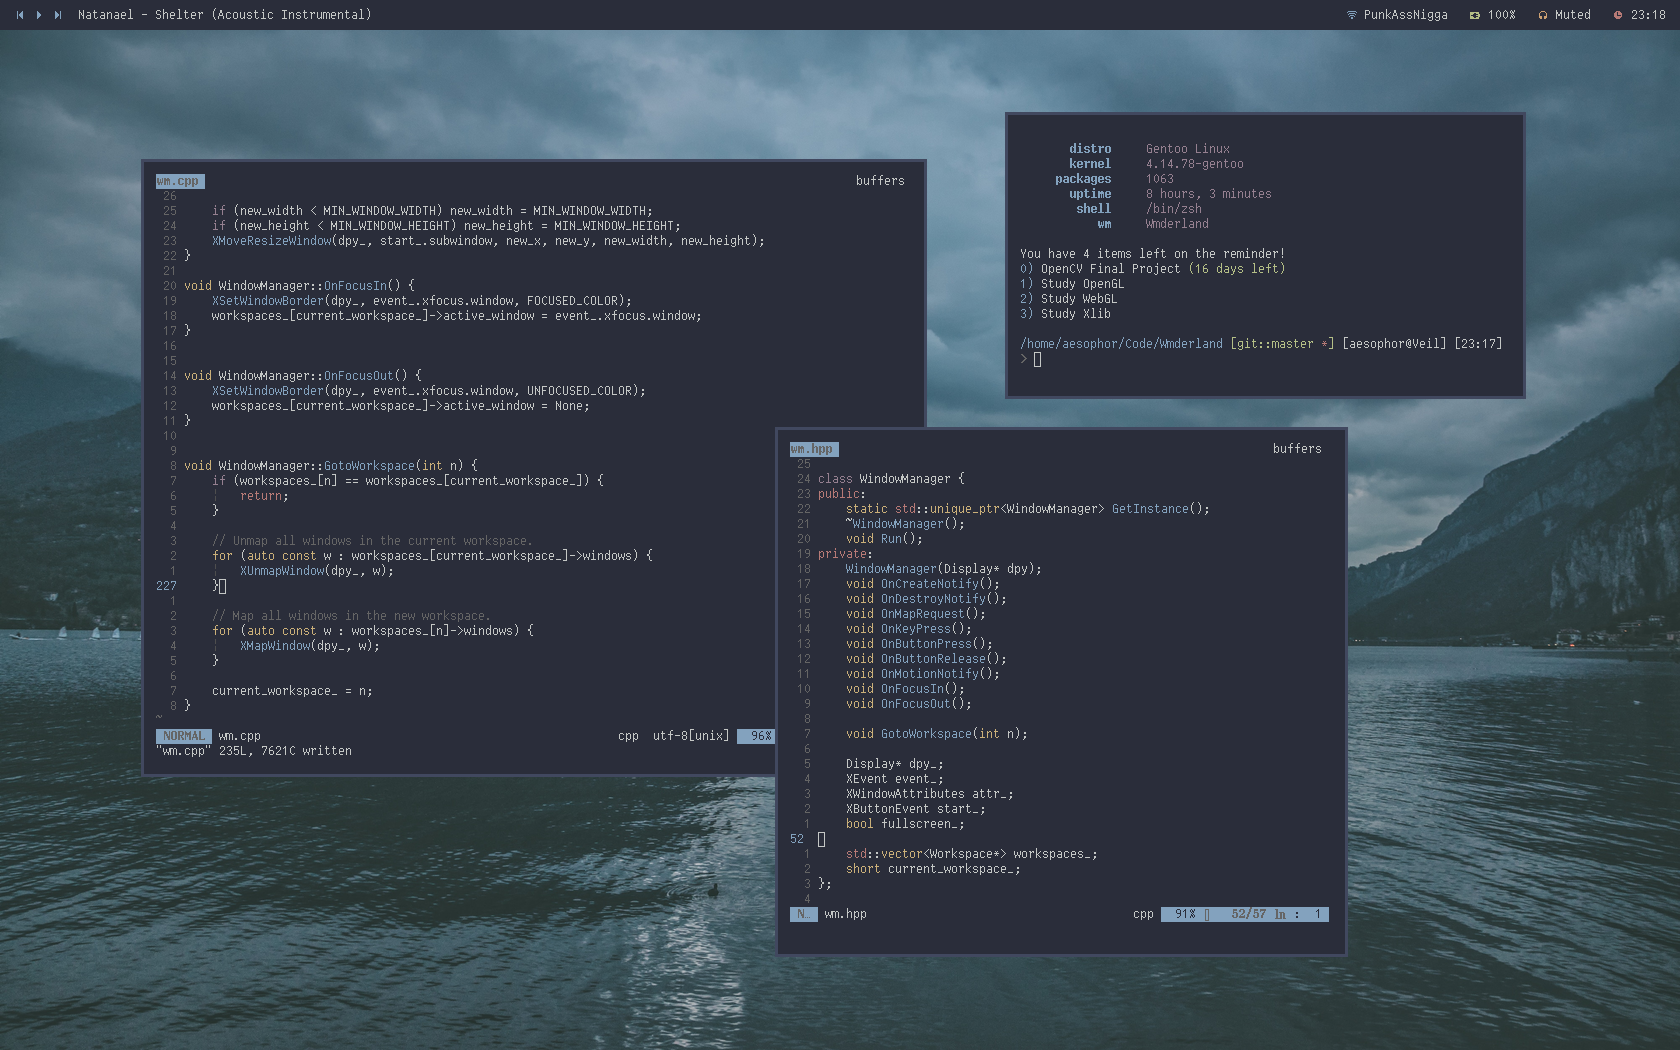 Natanael - Shelter (Acoustic Instrumental)
PunkAssNigga 100% Muted 23:18
wm.cpp buffers
26
25 if (new_width < MIN_WINDOW_WIDTH) new_width = MIN_WINDOW_WIDTH;
24 if (new_height < MIN_WINDOW_HEIGHT) new_height = MIN_WINDOW_HEIGHT;
23 XMoveResizeWindow(dpy_, start_.subwindow, new_x, new_y, new_width, new_height);
22 }
21
20 void WindowManager::OnFocusIn() {
19 XSetWindowBorder(dpy_, event_.xfocus.window, FOCUSED_COLOR);
18 workspaces_[current_workspace_]->active_window = event_.xfocus.window;
17 }
16
15
14 void WindowManager::OnFocusOut() {
13 XSetWindowBorder(dpy_, event_.xfocus.window, UNFOCUSED_COLOR);
12 workspaces_[current_workspace_]->active_window = None;
11 }
10
9
8 void WindowManager::GotoWorkspace(int n) {
7 if (workspaces_[n] == workspaces_[current_workspace_]) {
6 ¦ return;
5 }
4
3 // Unmap all windows in the current workspace.
2 for (auto const w : workspaces_[current_workspace_]->windows) {
1 ¦ XUnmapWindow(dpy_, w);
227 }
1
2 // Map all windows in the new workspace.
3 for (auto const w : workspaces_[n]->windows) {
4 ¦ XMapWindow(dpy_, w);
5 }
6
7 current_workspace_ = n;
8 }
~
NORMAL wm.cpp cpp utf-8[unix] 96%
"wm.cpp" 235L, 7621C written
distro Gentoo Linux
kernel 4.14.78-gentoo
packages 1063
uptime 8 hours, 3 minutes
shell /bin/zsh
wm Wmderland
You have 4 items left on the reminder!
0) OpenCV Final Project (16 days left)
1) Study OpenGL
2) Study WebGL
3) Study Xlib
/home/aesophor/Code/Wmderland [git::master *] [aesophor@Veil] [23:17]
>
wm.hpp buffers
25
24 class WindowManager {
23 public:
22 static std::unique_ptr<WindowManager> GetInstance();
21 ~WindowManager();
20 void Run();
19 private:
18 WindowManager(Display* dpy);
17 void OnCreateNotify();
16 void OnDestroyNotify();
15 void OnMapRequest();
14 void OnKeyPress();
13 void OnButtonPress();
12 void OnButtonRelease();
11 void OnMotionNotify();
10 void OnFocusIn();
9 void OnFocusOut();
8
7 void GotoWorkspace(int n);
6
5 Display* dpy_;
4 XEvent event_;
3 XWindowAttributes attr_;
2 XButtonEvent start_;
1 bool fullscreen_;
52
1 std::vector<Workspace*> workspaces_;
2 short current_workspace_;
3 };
4
N… wm.hpp cpp 91% 52/57 ln : 1